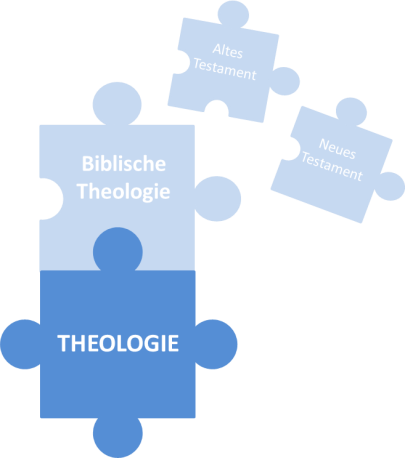 Altes
Testament
Neues
Testament
Biblische
Theologie
THEOLOGIE